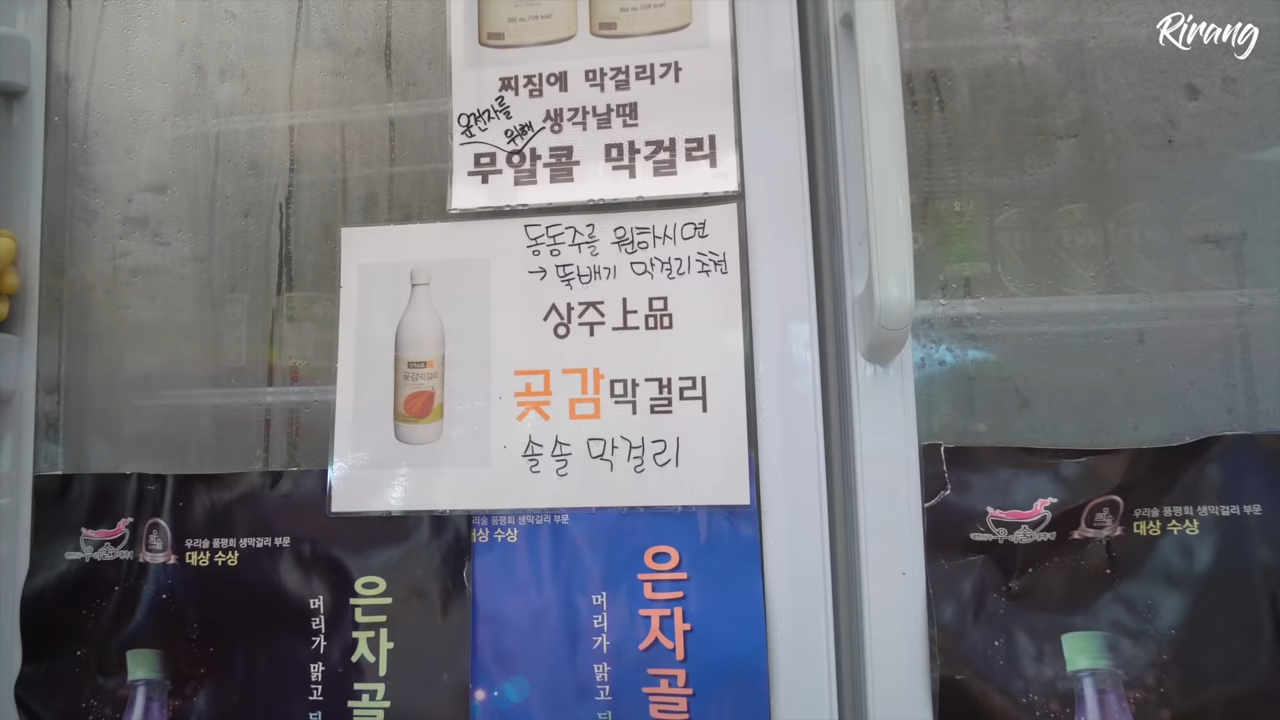 Rirang
찌짐에 막걸리가
생각날땐
운전자를
위해
무알콜 막걸리
동동주를 원하시면
→ 뚝배기 막걸리 추천
상주上品
곶감막걸리
솔솔 막걸리
곶감막걸리
우리술 품평회 생막걸리 부문
대상 수상
은자골
머리가 맑고
우리술 품평회 생막걸리 부문
대상 수상
은자골
머리가 맑고
우리술 품평회 생막걸리 부문
대상 수상